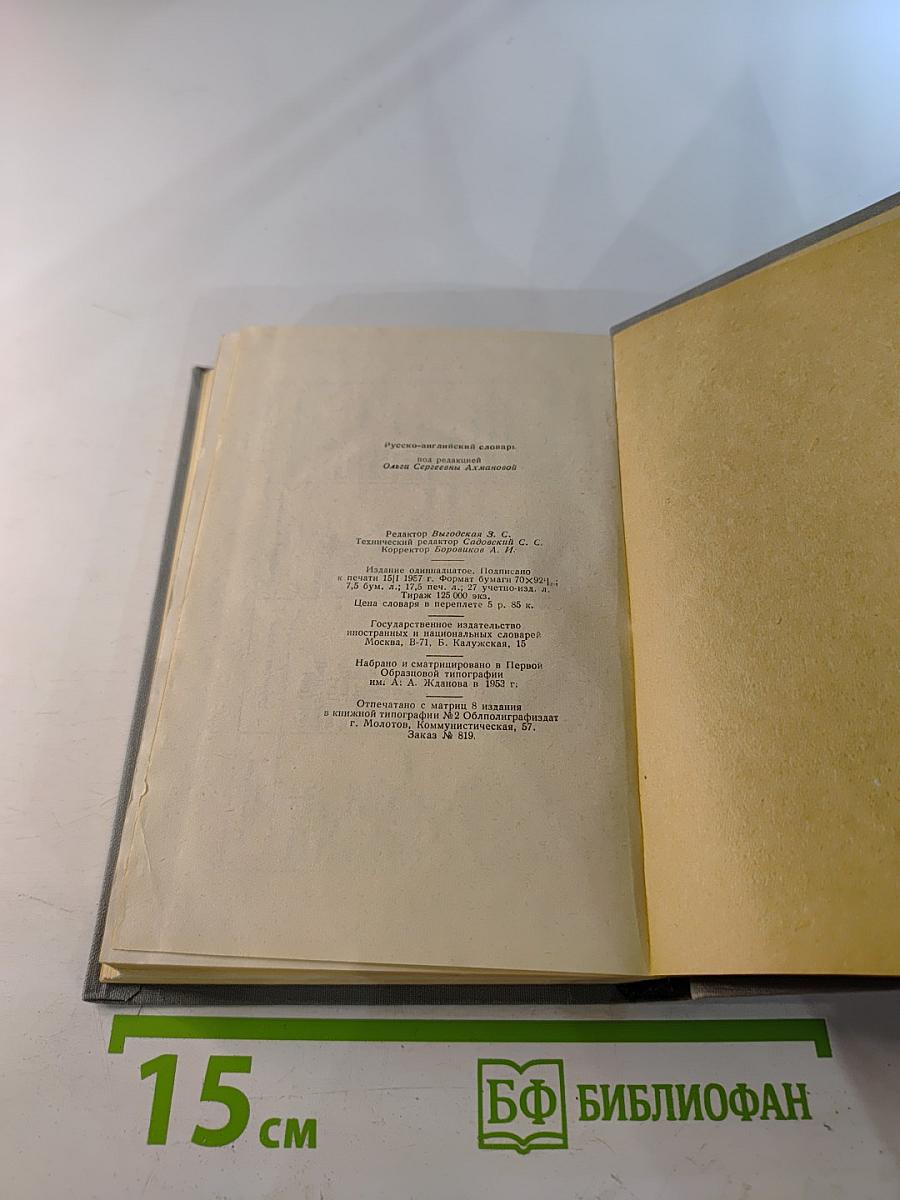 Русско-английский словарь
под редакцией
Ольги Сергеевны Ахмановой
Редактор Выгодская З. С.
Технический редактор Садовский С. С.
Корректор Боровиков А. И.
Издание одиннадцатое. Подписано
к печати 15/I 1957 г. Формат бумаги 70×92¹/₃₂;
7,5 бум. л.; 17,5 печ. л.; 27 учетно-изд. л.
Тираж 125 000 экз.
Цена словаря в переплете 5 р. 85 к.
Государственное издательство
иностранных и национальных словарей
Москва, В-71, Б. Калужская, 15
Набрано и сматрицировано в Первой
Образцовой типографии
им. А. А. Жданова в 1953 г.
Отпечатано с матриц 8 издания
в книжной типографии №2 Облполиграфиздат
г. Молотов, Коммунистическая, 57.
Заказ № 819.
15 см
БФ БИБЛИОФАН